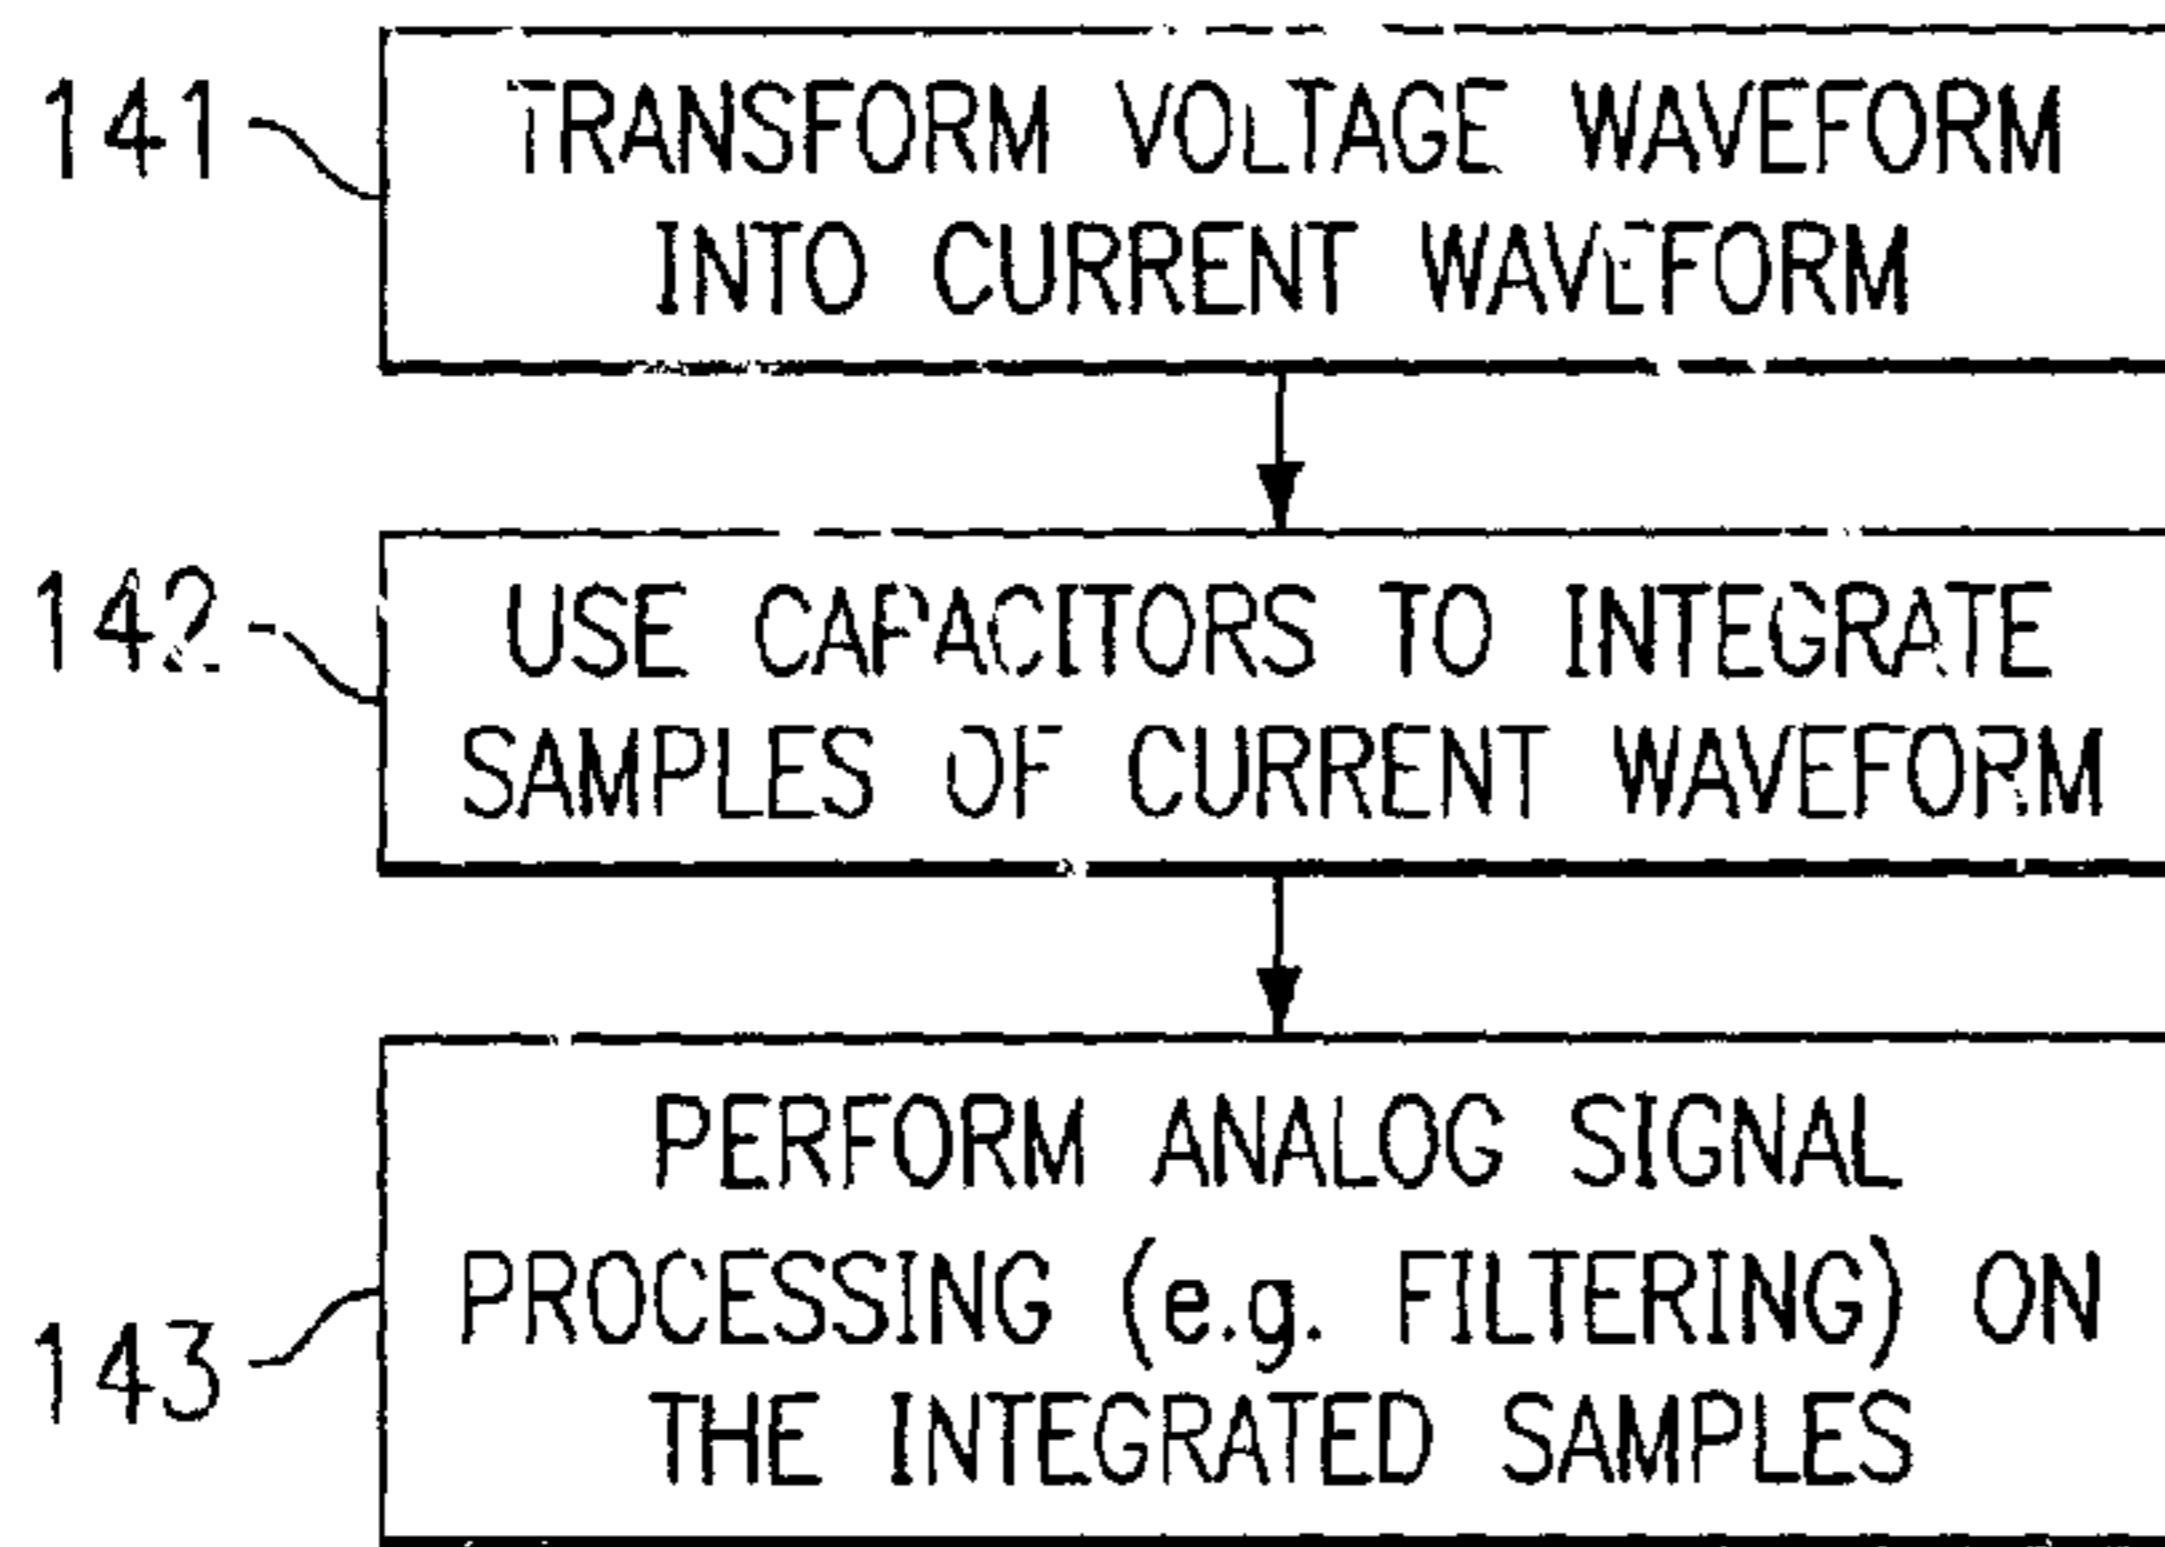 141
TRANSFORM VOLTAGE WAVEFORM
INTO CURRENT WAVEFORM
142
USE CAPACITORS TO INTEGRATE
SAMPLES OF CURRENT WAVEFORM
143
PERFORM ANALOG SIGNAL
PROCESSING (e.g. FILTERING) ON
THE INTEGRATED SAMPLES